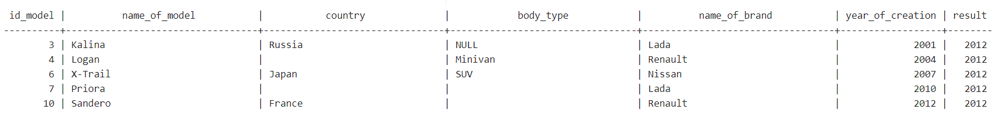 id_model | name_of_model | country | body_type | name_of_brand | year_of_creation | result
----------+---------------------------------+-------------------------------+-------------------------------+---------------------------------+------------------+--------
3 | Kalina | Russia | NULL | Lada | 2001 | 2012
4 | Logan | | Minivan | Renault | 2004 | 2012
6 | X-Trail | Japan | SUV | Nissan | 2007 | 2012
7 | Priora | | | Lada | 2010 | 2012
10 | Sandero | France | | Renault | 2012 | 2012